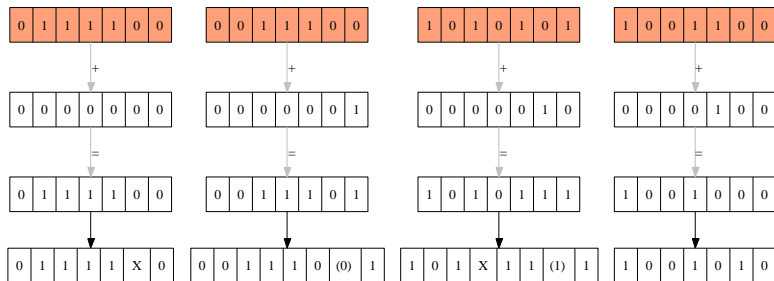 0 1 1 1 1 0 0 0 0 1 1 1 0 0 1 0 1 0 1 0 1 1 0 0 1 1 0 0
+ + + +
0 0 0 0 0 0 0 0 0 0 0 0 0 1 0 0 0 0 0 1 0 0 0 0 0 1 0 0
= = = =
0 1 1 1 1 0 0 0 0 1 1 1 0 1 1 0 1 0 1 1 1 1 0 0 1 0 0 0
0 1 1 1 1 X 0 0 0 1 1 1 0 (0) 1 1 0 1 X 1 1 (1) 1 1 0 0 1 0 1 0